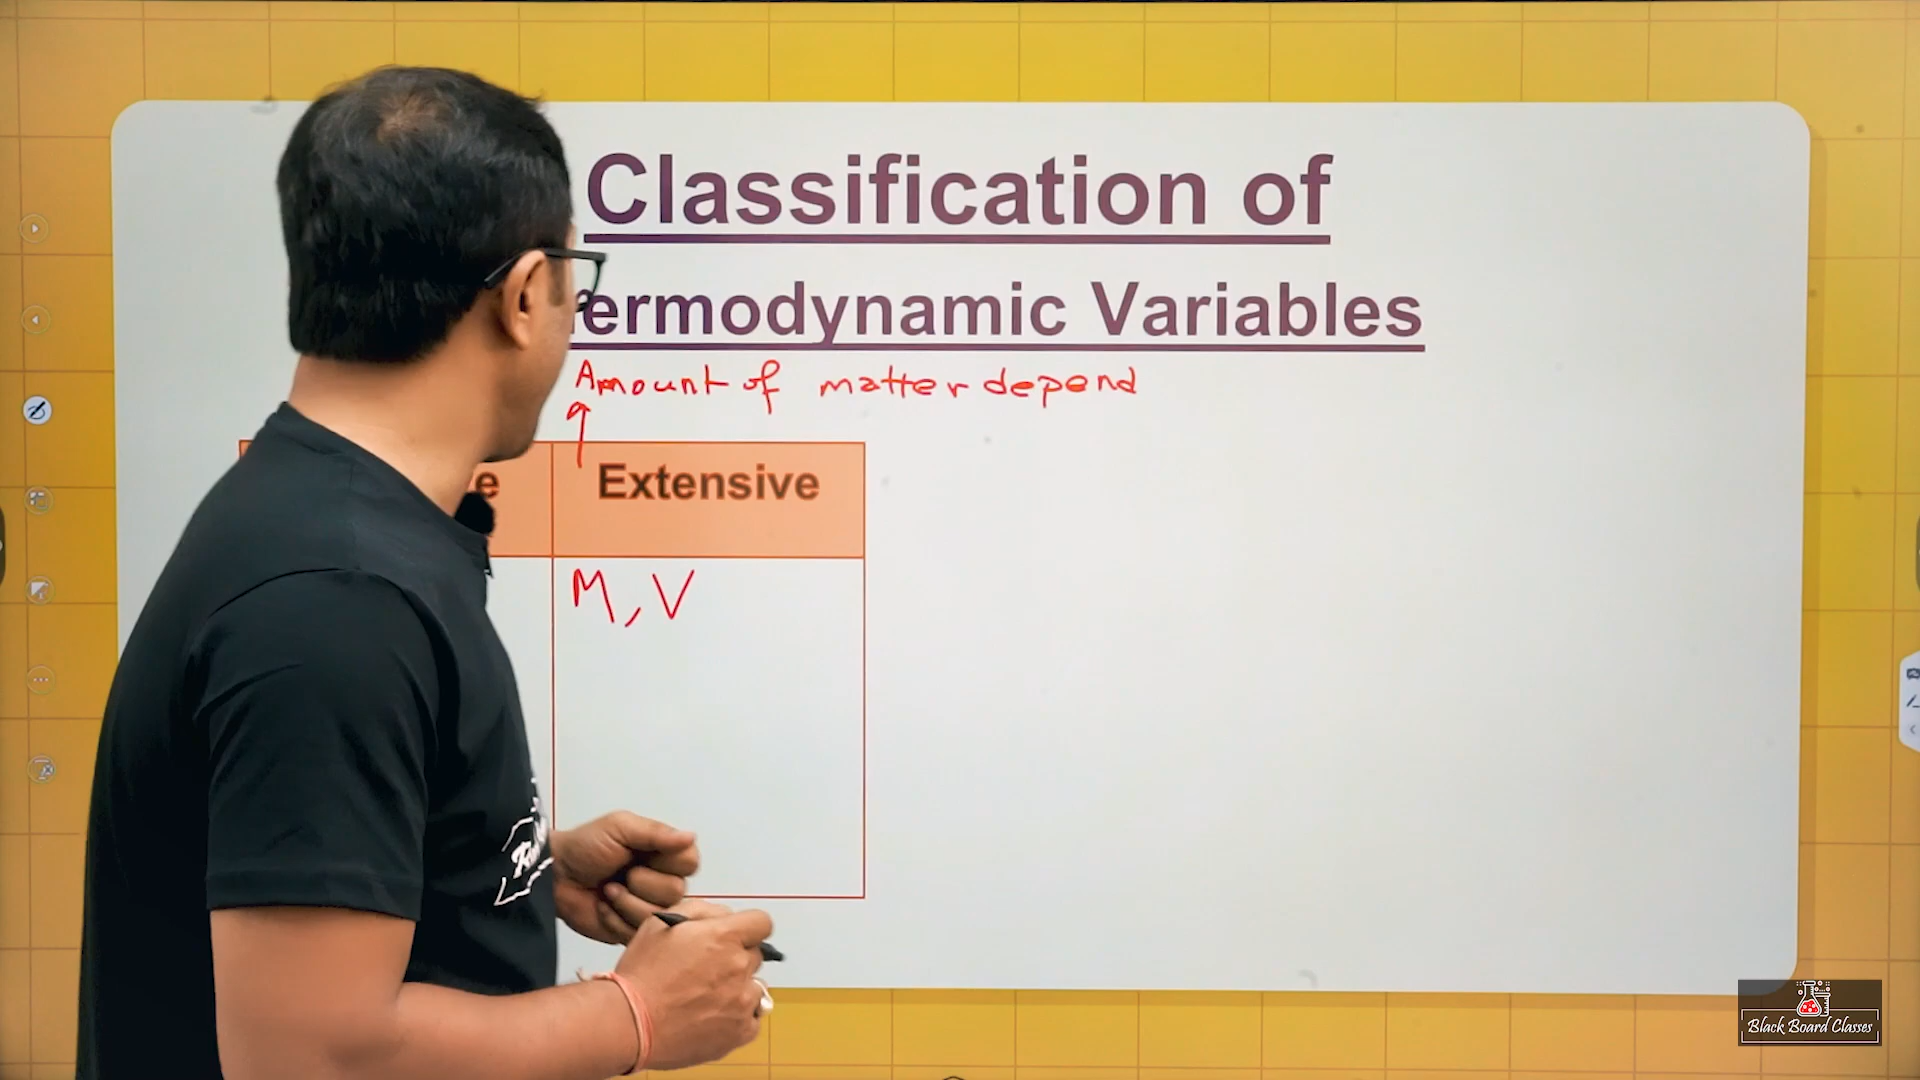 Classification of
ermodynamic Variables
Amount of matter depend
e Extensive
M, V
Black Board Classes